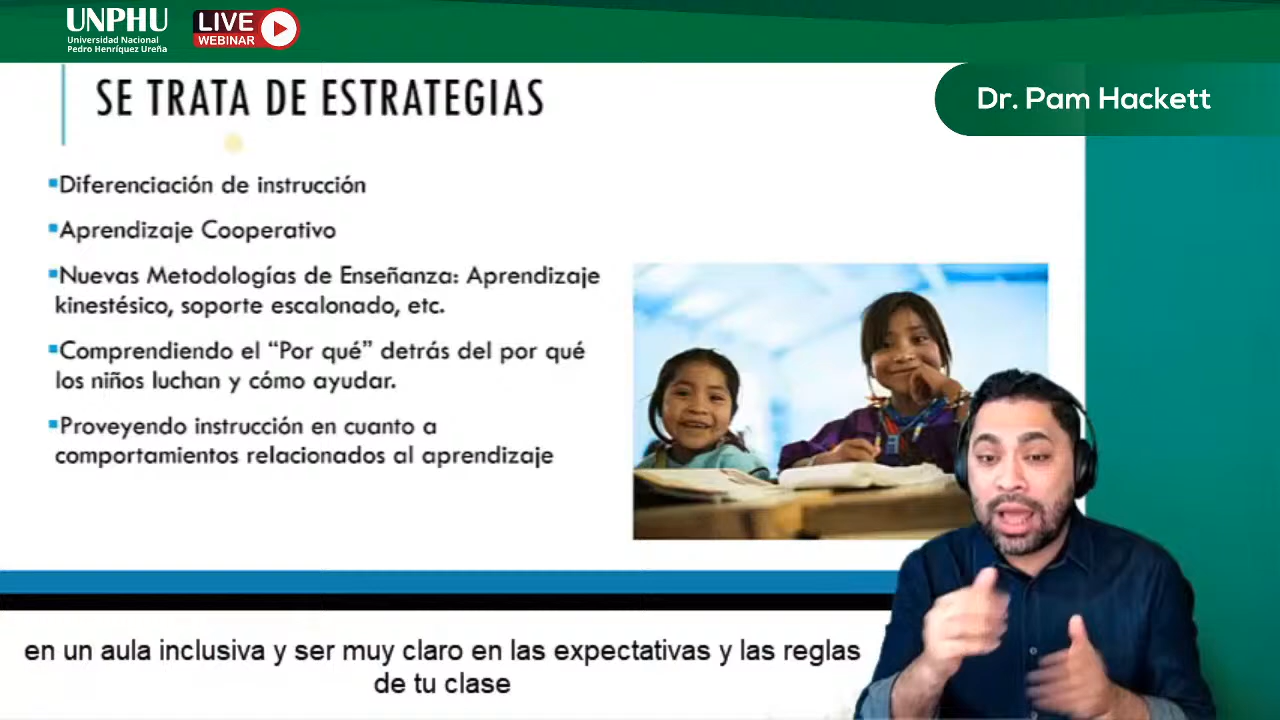 UNPHU
Universidad Nacional
Pedro Henríquez Ureña
LIVE
WEBINAR
SE TRATA DE ESTRATEGIAS
Dr. Pam Hackett
▪Diferenciación de instrucción
▪Aprendizaje Cooperativo
▪Nuevas Metodologías de Enseñanza: Aprendizaje
kinestésico, soporte escalonado, etc.
▪Comprendiendo el “Por qué” detrás del por qué
los niños luchan y cómo ayudar.
▪Proveyendo instrucción en cuanto a
comportamientos relacionados al aprendizaje
en un aula inclusiva y ser muy claro en las expectativas y las reglas
de tu clase